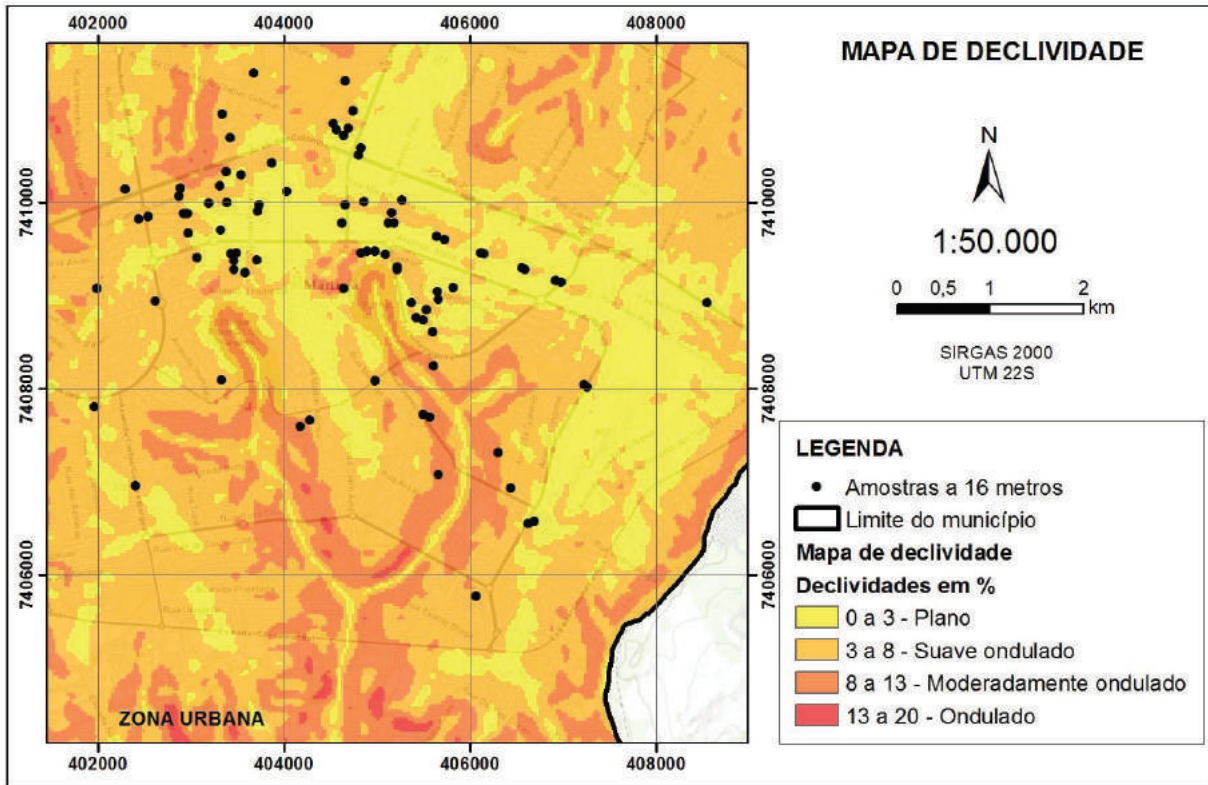 402000 404000 406000 408000
MAPA DE DECLIVIDADE
N
1:50.000
0 0,5 1 2
km
SIRGAS 2000
UTM 22S
7410000 7410000
7408000 7408000
7406000 7406000
Maringá
ZONA URBANA
LEGENDA
Amostras a 16 metros
Limite do município
Mapa de declividade
Declividades em %
0 a 3 - Plano
3 a 8 - Suave ondulado
8 a 13 - Moderadamente ondulado
13 a 20 - Ondulado
402000 404000 406000 408000